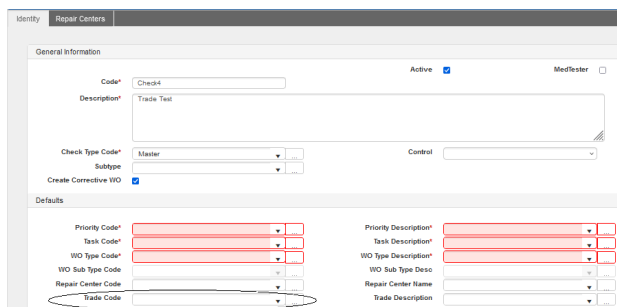 Identity Repair Centers
General Information
Active MedTester
Code* Check4
Description* Trade Test
Check Type Code* Master Control
Subtype
Create Corrective WO
Defaults
Priority Code* Priority Description*
Task Code* Task Description*
WO Type Code* WO Type Description*
WO Sub Type Code WO Sub Type Desc
Repair Center Code Repair Center Name
Trade Code Trade Description